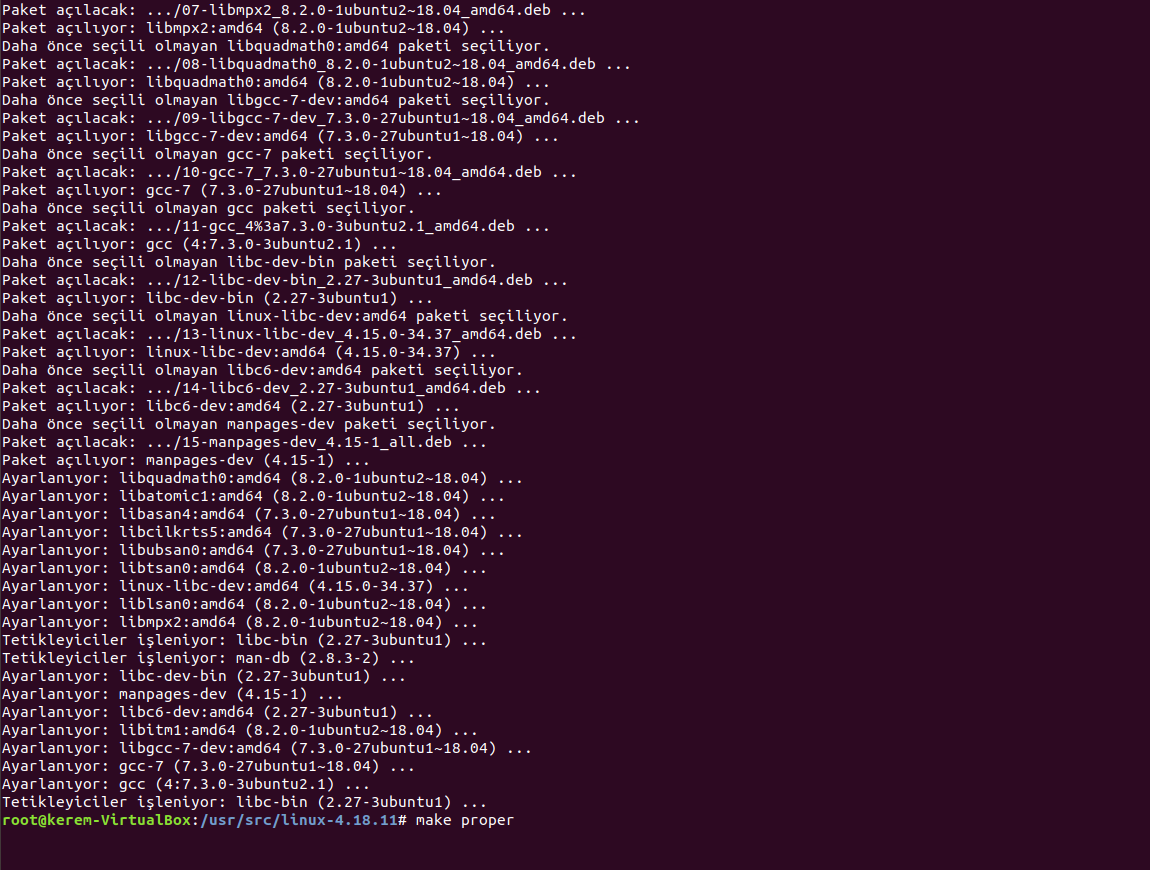 Paket açılacak: .../07-libmpx2_8.2.0-1ubuntu2~18.04_amd64.deb ...
Paket açılıyor: libmpx2:amd64 (8.2.0-1ubuntu2~18.04) ...
Daha önce seçili olmayan libquadmath0:amd64 paketi seçiliyor.
Paket açılacak: .../08-libquadmath0_8.2.0-1ubuntu2~18.04_amd64.deb ...
Paket açılıyor: libquadmath0:amd64 (8.2.0-1ubuntu2~18.04) ...
Daha önce seçili olmayan libgcc-7-dev:amd64 paketi seçiliyor.
Paket açılacak: .../09-libgcc-7-dev_7.3.0-27ubuntu1~18.04_amd64.deb ...
Paket açılıyor: libgcc-7-dev:amd64 (7.3.0-27ubuntu1~18.04) ...
Daha önce seçili olmayan gcc-7 paketi seçiliyor.
Paket açılacak: .../10-gcc-7_7.3.0-27ubuntu1~18.04_amd64.deb ...
Paket açılıyor: gcc-7 (7.3.0-27ubuntu1~18.04) ...
Daha önce seçili olmayan gcc paketi seçiliyor.
Paket açılacak: .../11-gcc_4%3a7.3.0-3ubuntu2.1_amd64.deb ...
Paket açılıyor: gcc (4:7.3.0-3ubuntu2.1) ...
Daha önce seçili olmayan libc-dev-bin paketi seçiliyor.
Paket açılacak: .../12-libc-dev-bin_2.27-3ubuntu1_amd64.deb ...
Paket açılıyor: libc-dev-bin (2.27-3ubuntu1) ...
Daha önce seçili olmayan linux-libc-dev:amd64 paketi seçiliyor.
Paket açılacak: .../13-linux-libc-dev_4.15.0-34.37_amd64.deb ...
Paket açılıyor: linux-libc-dev:amd64 (4.15.0-34.37) ...
Daha önce seçili olmayan libc6-dev:amd64 paketi seçiliyor.
Paket açılacak: .../14-libc6-dev_2.27-3ubuntu1_amd64.deb ...
Paket açılıyor: libc6-dev:amd64 (2.27-3ubuntu1) ...
Daha önce seçili olmayan manpages-dev paketi seçiliyor.
Paket açılacak: .../15-manpages-dev_4.15-1_all.deb ...
Paket açılıyor: manpages-dev (4.15-1) ...
Ayarlanıyor: libquadmath0:amd64 (8.2.0-1ubuntu2~18.04) ...
Ayarlanıyor: libatomic1:amd64 (8.2.0-1ubuntu2~18.04) ...
Ayarlanıyor: libasan4:amd64 (7.3.0-27ubuntu1~18.04) ...
Ayarlanıyor: libcilkrts5:amd64 (7.3.0-27ubuntu1~18.04) ...
Ayarlanıyor: libubsan0:amd64 (7.3.0-27ubuntu1~18.04) ...
Ayarlanıyor: libtsan0:amd64 (8.2.0-1ubuntu2~18.04) ...
Ayarlanıyor: linux-libc-dev:amd64 (4.15.0-34.37) ...
Ayarlanıyor: liblsan0:amd64 (8.2.0-1ubuntu2~18.04) ...
Ayarlanıyor: libmpx2:amd64 (8.2.0-1ubuntu2~18.04) ...
Tetikleyiciler işleniyor: libc-bin (2.27-3ubuntu1) ...
Tetikleyiciler işleniyor: man-db (2.8.3-2) ...
Ayarlanıyor: libc-dev-bin (2.27-3ubuntu1) ...
Ayarlanıyor: manpages-dev (4.15-1) ...
Ayarlanıyor: libc6-dev:amd64 (2.27-3ubuntu1) ...
Ayarlanıyor: libitm1:amd64 (8.2.0-1ubuntu2~18.04) ...
Ayarlanıyor: libgcc-7-dev:amd64 (7.3.0-27ubuntu1~18.04) ...
Ayarlanıyor: gcc-7 (7.3.0-27ubuntu1~18.04) ...
Ayarlanıyor: gcc (4:7.3.0-3ubuntu2.1) ...
Tetikleyiciler işleniyor: libc-bin (2.27-3ubuntu1) ...
root@kerem-VirtualBox:/usr/src/linux-4.18.11# make proper